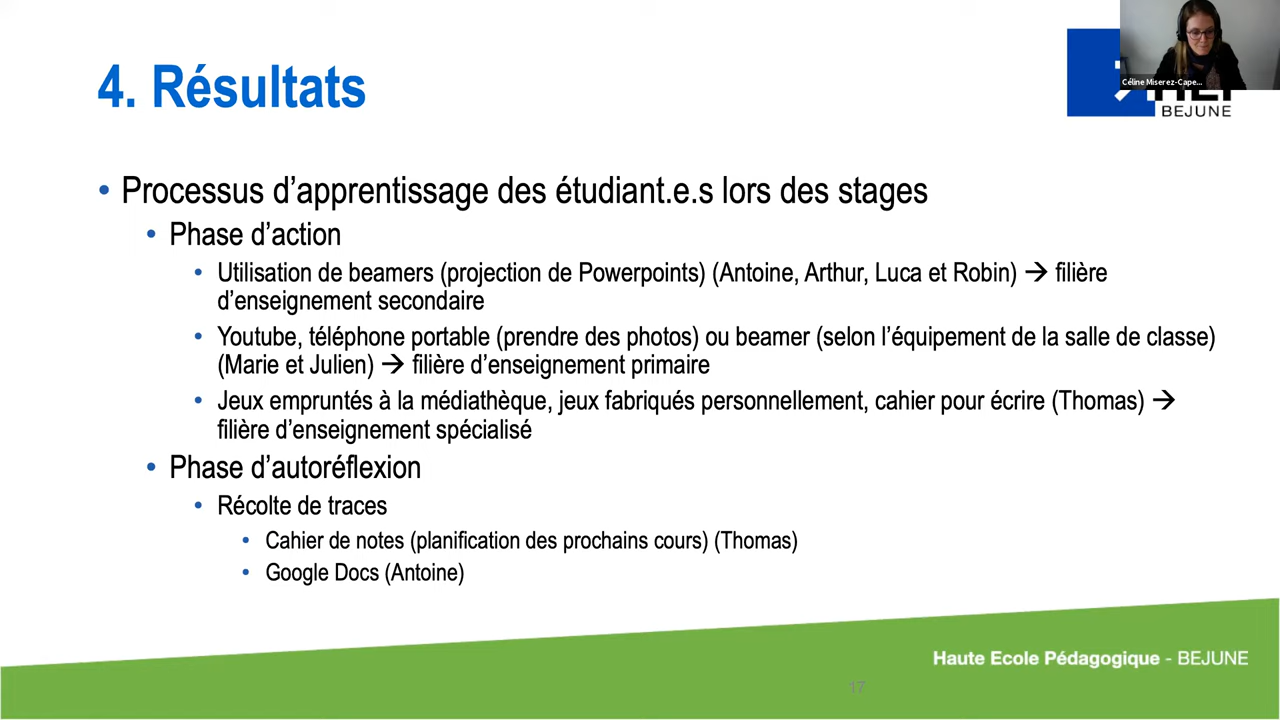 4. Résultats
Céline Miserez-Cape...
BEJUNE
• Processus d’apprentissage des étudiant.e.s lors des stages
• Phase d’action
• Utilisation de beamers (projection de Powerpoints) (Antoine, Arthur, Luca et Robin) → filière
d’enseignement secondaire
• Youtube, téléphone portable (prendre des photos) ou beamer (selon l’équipement de la salle de classe)
(Marie et Julien) → filière d’enseignement primaire
• Jeux empruntés à la médiathèque, jeux fabriqués personnellement, cahier pour écrire (Thomas) →
filière d’enseignement spécialisé
• Phase d’autoréflexion
• Récolte de traces
• Cahier de notes (planification des prochains cours) (Thomas)
• Google Docs (Antoine)
Haute Ecole Pédagogique - BEJUNE
17